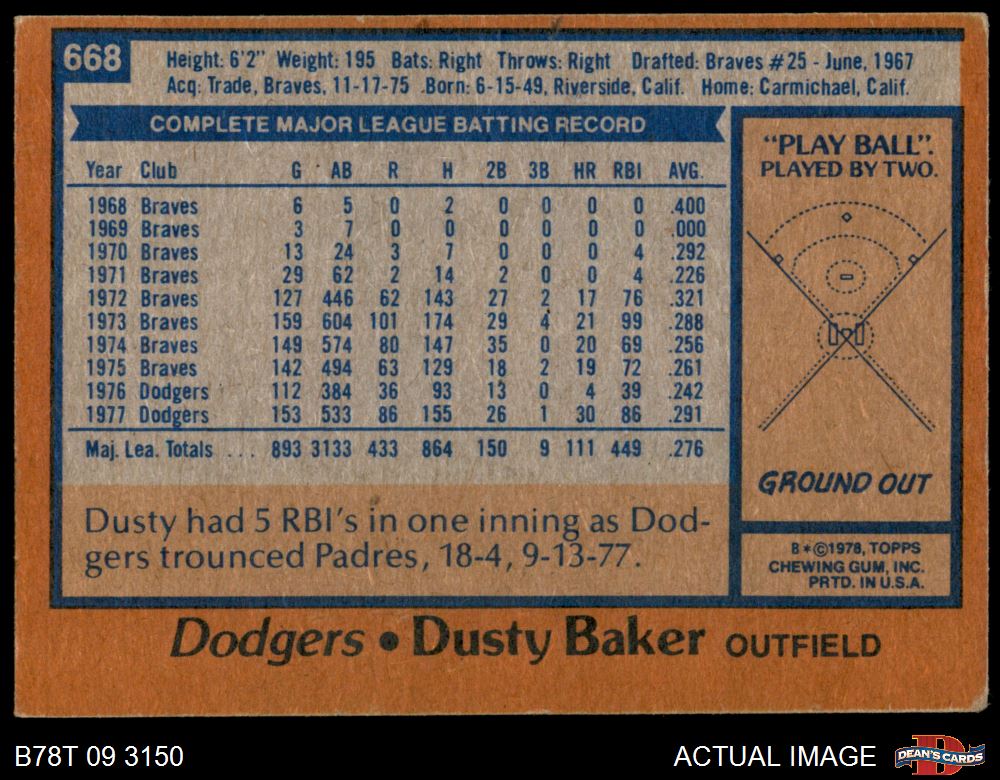 668
Height: 6'2" Weight: 195 Bats: Right Throws: Right Drafted: Braves #25 - June, 1967
Acq: Trade, Braves, 11-17-75 Born: 6-15-49, Riverside, Calif. Home: Carmichael, Calif.
COMPLETE MAJOR LEAGUE BATTING RECORD
Year Club G AB R H 2B 3B HR RBI AVG.
1968 Braves 6 5 0 2 0 0 0 0 .400
1969 Braves 3 7 0 0 0 0 0 0 .000
1970 Braves 13 24 3 7 0 0 0 4 .292
1971 Braves 29 62 2 14 2 0 0 4 .226
1972 Braves 127 446 62 143 27 2 17 76 .321
1973 Braves 159 604 101 174 29 4 21 99 .288
1974 Braves 149 574 80 147 35 0 20 69 .256
1975 Braves 142 494 63 129 18 2 19 72 .261
1976 Dodgers 112 384 36 93 13 0 4 39 .242
1977 Dodgers 153 533 86 155 26 1 30 86 .291
Maj. Lea. Totals ... 893 3133 433 864 150 9 111 449 .276
Dusty had 5 RBI's in one inning as Dod-
gers trounced Padres, 18-4, 9-13-77.
"PLAY BALL".
PLAYED BY TWO.
GROUND OUT
B*©1978, TOPPS
CHEWING GUM, INC.
PRTD. IN U.S.A.
Dodgers • Dusty Baker OUTFIELD
B78T 09 3150
ACTUAL IMAGE
D
DEAN'S CARDS